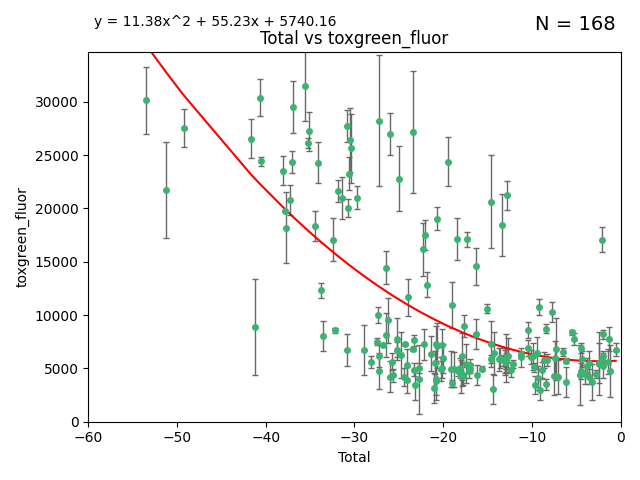 y = 11.38x^2 + 55.23x + 5740.16
N = 168
Total vs toxgreen_fluor
30000
25000
20000
15000
10000
5000
0
toxgreen_fluor
−60
−50
−40
−30
−20
−10
0
Total